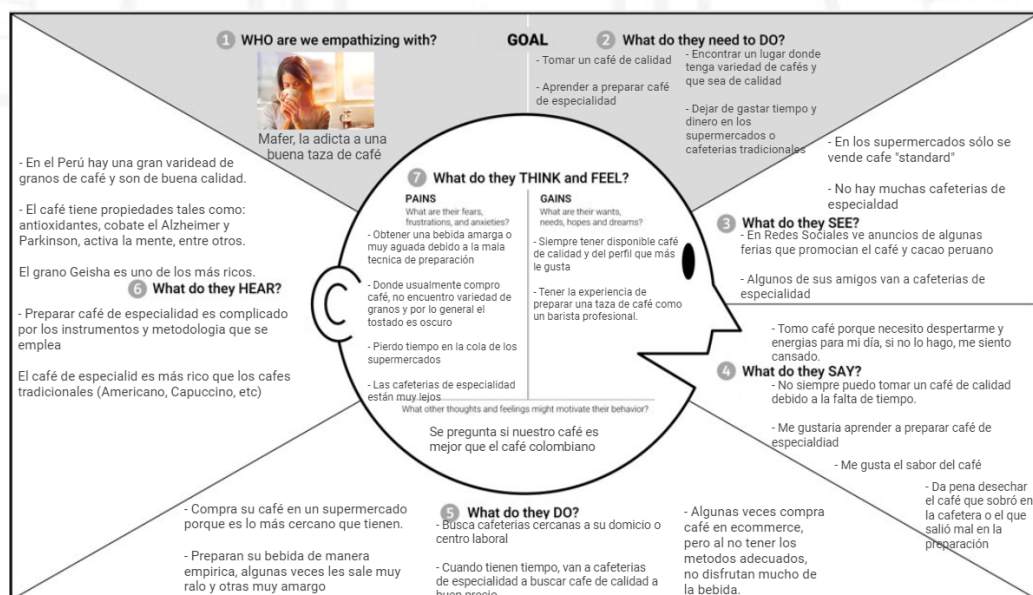 1 WHO are we empathizing with?
Mafer, la adicta a una
buena taza de café
GOAL
- Tomar un café de calidad
- Aprender a preparar café
de especialidad
2 What do they need to DO?
- Encontrar un lugar donde
tenga variedad de cafés y
que sea de calidad
- Dejar de gastar tiempo y
dinero en los
supermercados o
cafeterias tradicionales
- En los supermercados sólo se
vende cafe "standard"
- No hay muchas cafeterias de
especialdad
3 What do they SEE?
- En Redes Sociales ve anuncios de algunas
ferias que promocian el café y cacao peruano
- Algunos de sus amigos van a cafeterias de
especialidad
- Tomo café porque necesito despertarme y
energias para mi día, si no lo hago, me siento
cansado.
4 What do they SAY?
- No siempre puedo tomar un café de calidad
debido a la falta de tiempo.
- Me gustaria aprender a preparar café de
especialdiad
- Me gusta el sabor del café
- Da pena desechar
el café que sobró en
la cafetera o el que
salió mal en la
preparación
5 What do they DO?
- Compra su café en un supermercado
porque es lo más cercano que tienen.
- Preparan su bebida de manera
empirica, algunas veces les sale muy
ralo y otras muy amargo
- Busca cafeterias cercanas a su domicio o
centro laboral
- Cuando tienen tiempo, van a cafeterias
de especialidad a buscar cafe de calidad a
buen precio
- Algunas veces compra
café en ecommerce,
pero al no tener los
metodos adecuados,
no disfrutan mucho de
la bebida.
- En el Perú hay una gran varidead de
granos de café y son de buena calidad.
- El café tiene propiedades tales como:
antioxidantes, cobate el Alzheimer y
Parkinson, activa la mente, entre otros.
El grano Geisha es uno de los más ricos.
6 What do they HEAR?
- Preparar café de especialidad es complicado
por los instrumentos y metodologia que se
emplea
El café de especialid es más rico que los cafes
tradicionales (Americano, Capuccino, etc)
7 What do they THINK and FEEL?
PAINS
What are their fears,
frustrations, and anxieties?
- Obtener una bebida amarga o
muy aguada debido a la mala
tecnica de preparación
- Donde usualmente compro
café, no encuentro variedad de
granos y por lo general el
tostado es oscuro
- Pierdo tiempo en la cola de los
supermercados
- Las cafeterias de especialidad
están muy lejos
GAINS
What are their wants,
needs, hopes and dreams?
- Siempre tener disponible café
de calidad y del perfil que más
le gusta
- Tener la experiencia de
preparar una taza de café como
un barista profesional.
What other thoughts and feelings might motivate their behavior?
Se pregunta si nuestro café es
mejor que el café colombiano